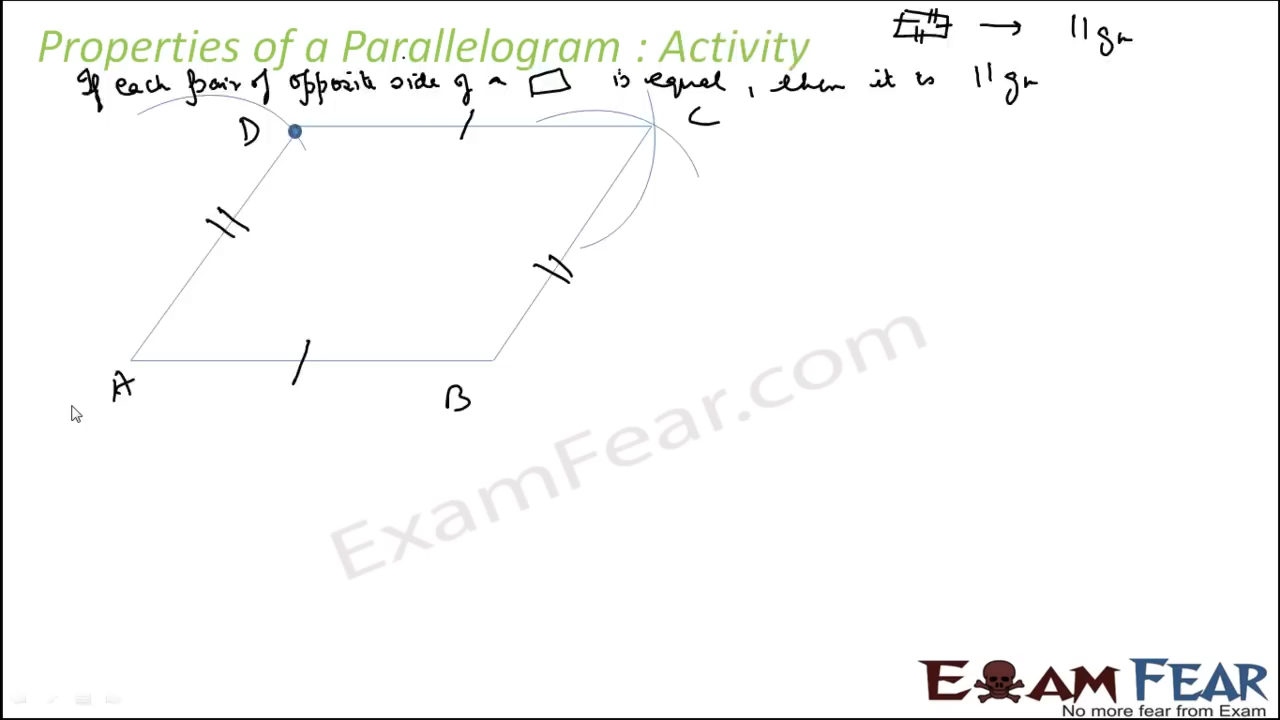 Properties of a Parallelogram : Activity
→ ||gm
If each pair of opposite side of a ▱ is equal, then it is ||gm
D
C
A
B
ExamFear.com
EXAM FEAR
No more fear from Exam